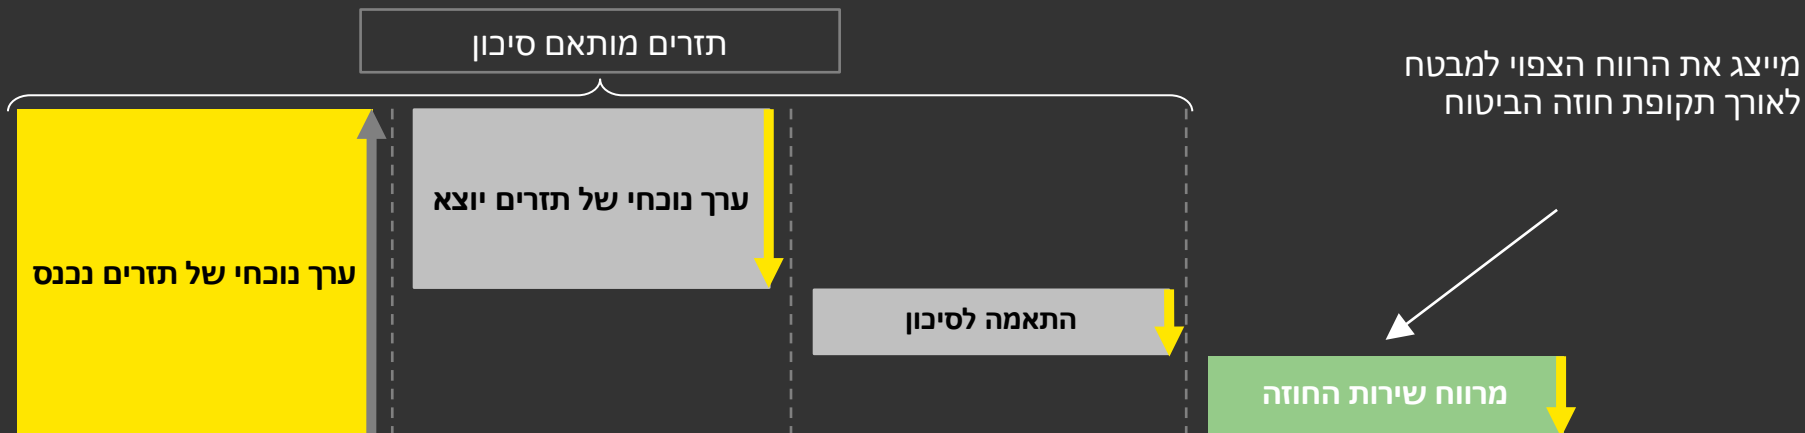 תזרים מותאם סיכון
מייצג את הרווח הצפוי למבטח
לאורך תקופת חוזה הביטוח
ערך נוכחי של תזרים נכנס
ערך נוכחי של תזרים יוצא
התאמה לסיכון
מרווח שירות החוזה